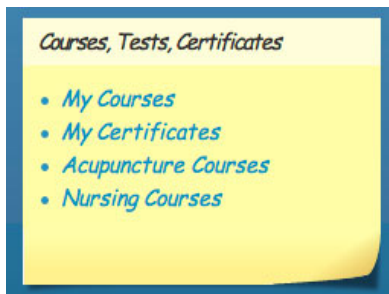 Courses, Tests, Certificates
• My Courses
• My Certificates
• Acupuncture Courses
• Nursing Courses